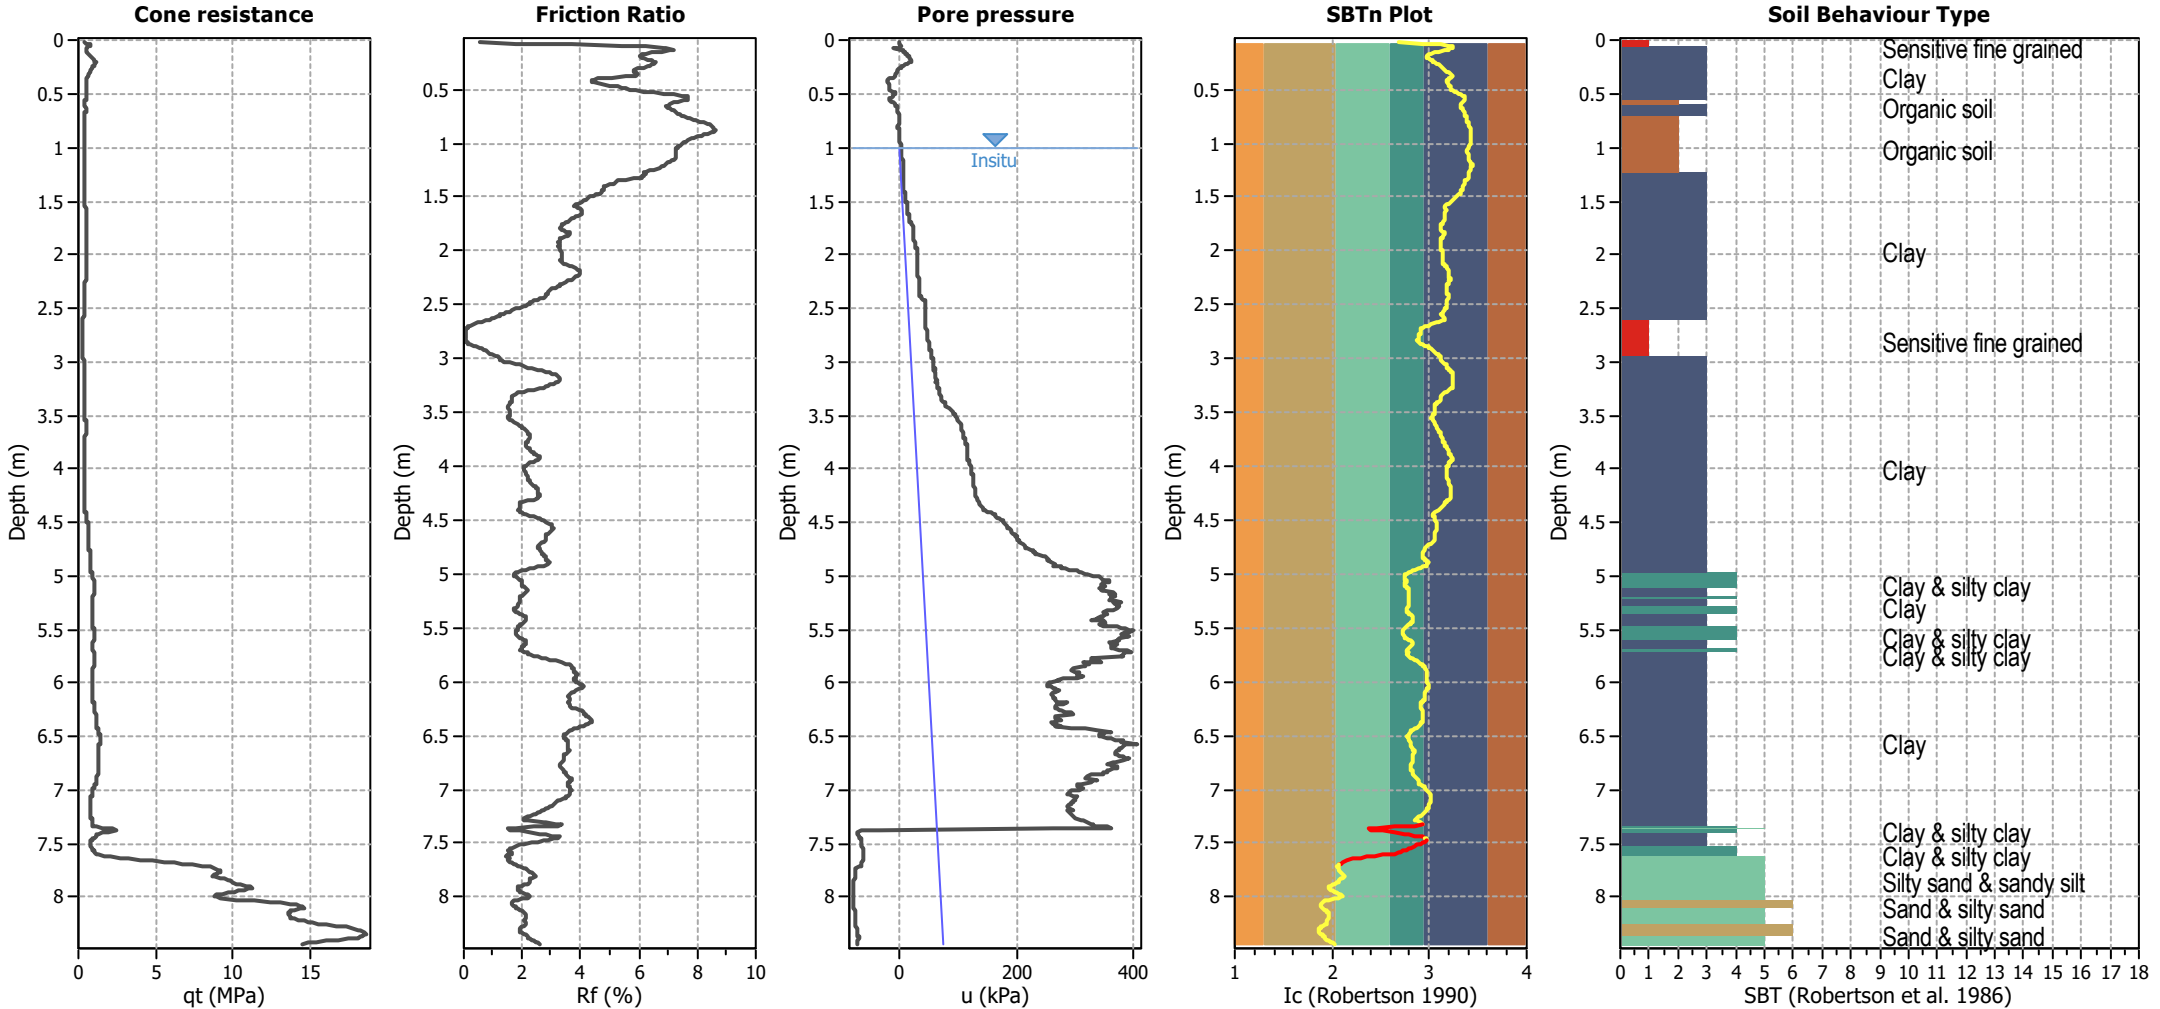 Cone resistance
0
0.5
1
1.5
2
2.5
3
3.5
4
4.5
5
5.5
6
6.5
7
7.5
8
Depth (m)
0 5 10 15
qt (MPa)
Friction Ratio
0.5
1
1.5
2
2.5
3
3.5
4
4.5
5
5.5
6
6.5
7
7.5
8
Depth (m)
0 2 4 6 8 10
Rf (%)
Pore pressure
0
0.5
1
1.5
2
2.5
3
3.5
4
4.5
5
5.5
6
6.5
7
7.5
8
Depth (m)
Insitu
0 200 400
u (kPa)
SBTn Plot
0.5
1
1.5
2
2.5
3
3.5
4
4.5
5
5.5
6
6.5
7
7.5
8
Depth (m)
1 2 3 4
Ic (Robertson 1990)
Soil Behaviour Type
0
0.5
1
1.5
2
2.5
3
3.5
4
4.5
5
5.5
6
6.5
7
7.5
8
Depth (m)
Sensitive fine grained
Clay
Organic soil
Organic soil
Clay
Sensitive fine grained
Clay
Clay & silty clay
Clay
Clay & silty clay
Clay & silty clay
Clay
Clay & silty clay
Clay & silty clay
Silty sand & sandy silt
Sand & silty sand
Sand & silty sand
0 1 2 3 4 5 6 7 8 9 10 11 12 13 14 15 16 17 18
SBT (Robertson et al. 1986)